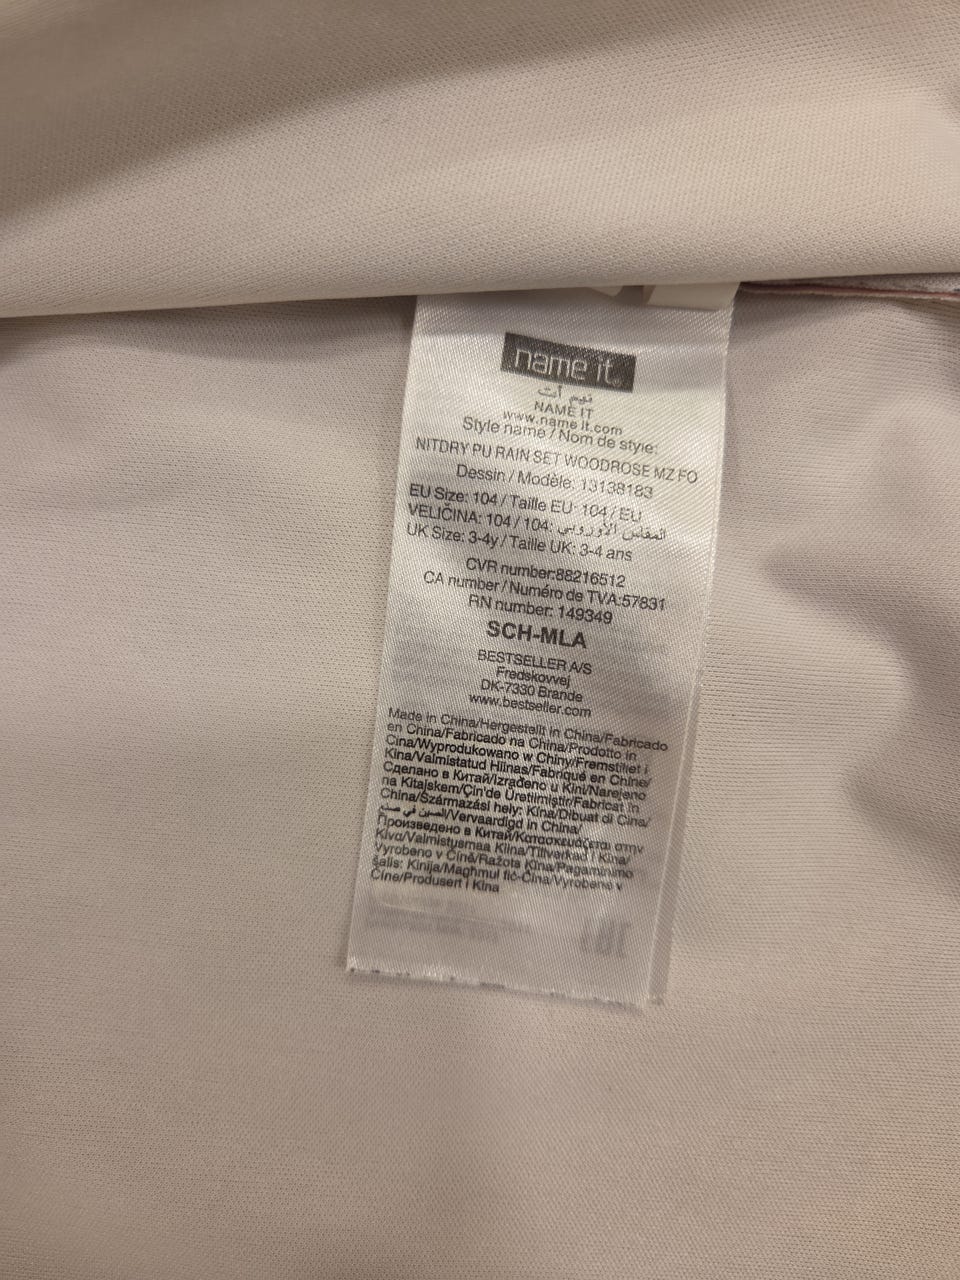 name it
نيم أت
NAME IT
www.name it.com
Style name / Nom de style:
NITDRY PU RAIN SET WOODROSE MZ FO
Dessin / Modèle: 13138183
EU Size: 104 / Taille EU: 104 / EU
VELIČINA: 104 / 104: المقاس الأوروبي
UK Size: 3-4y / Taille UK: 3-4 ans
CVR number:88216512
CA number / Numéro de TVA:57831
RN number: 149349
SCH-MLA
BESTSELLER A/S
Fredskovvej
DK-7330 Brande
www.bestseller.com
Made in China/Hergestellt in China/Fabricado
en China/Fabricado na China/Prodotto in
Cina/Wyprodukowano w Chiny/Fremstillet i
Kina/Valmistatud Hiinas/Fabriqué en Chine/
Сделано в Китай/Izrađeno u Kini/Narejeno
na Kitajskem/Çin'de Üretilmiştir/Fabricat în
China/Származási hely: Kína/Dibuat di Cina/
الصين في صنع/Vervaardigd in China/
Произведено в Китай/Κατασκευάζεται στην
Κίνα/Valmistusmaa Kiina/Tillverkad i Kina/
Vyrobeno v Číně/Ražots Ķīna/Pagaminimo
šalis: Kinija/Maghmul fiċ-Ċina/Vyrobené v
Číne/Produsert i Kina